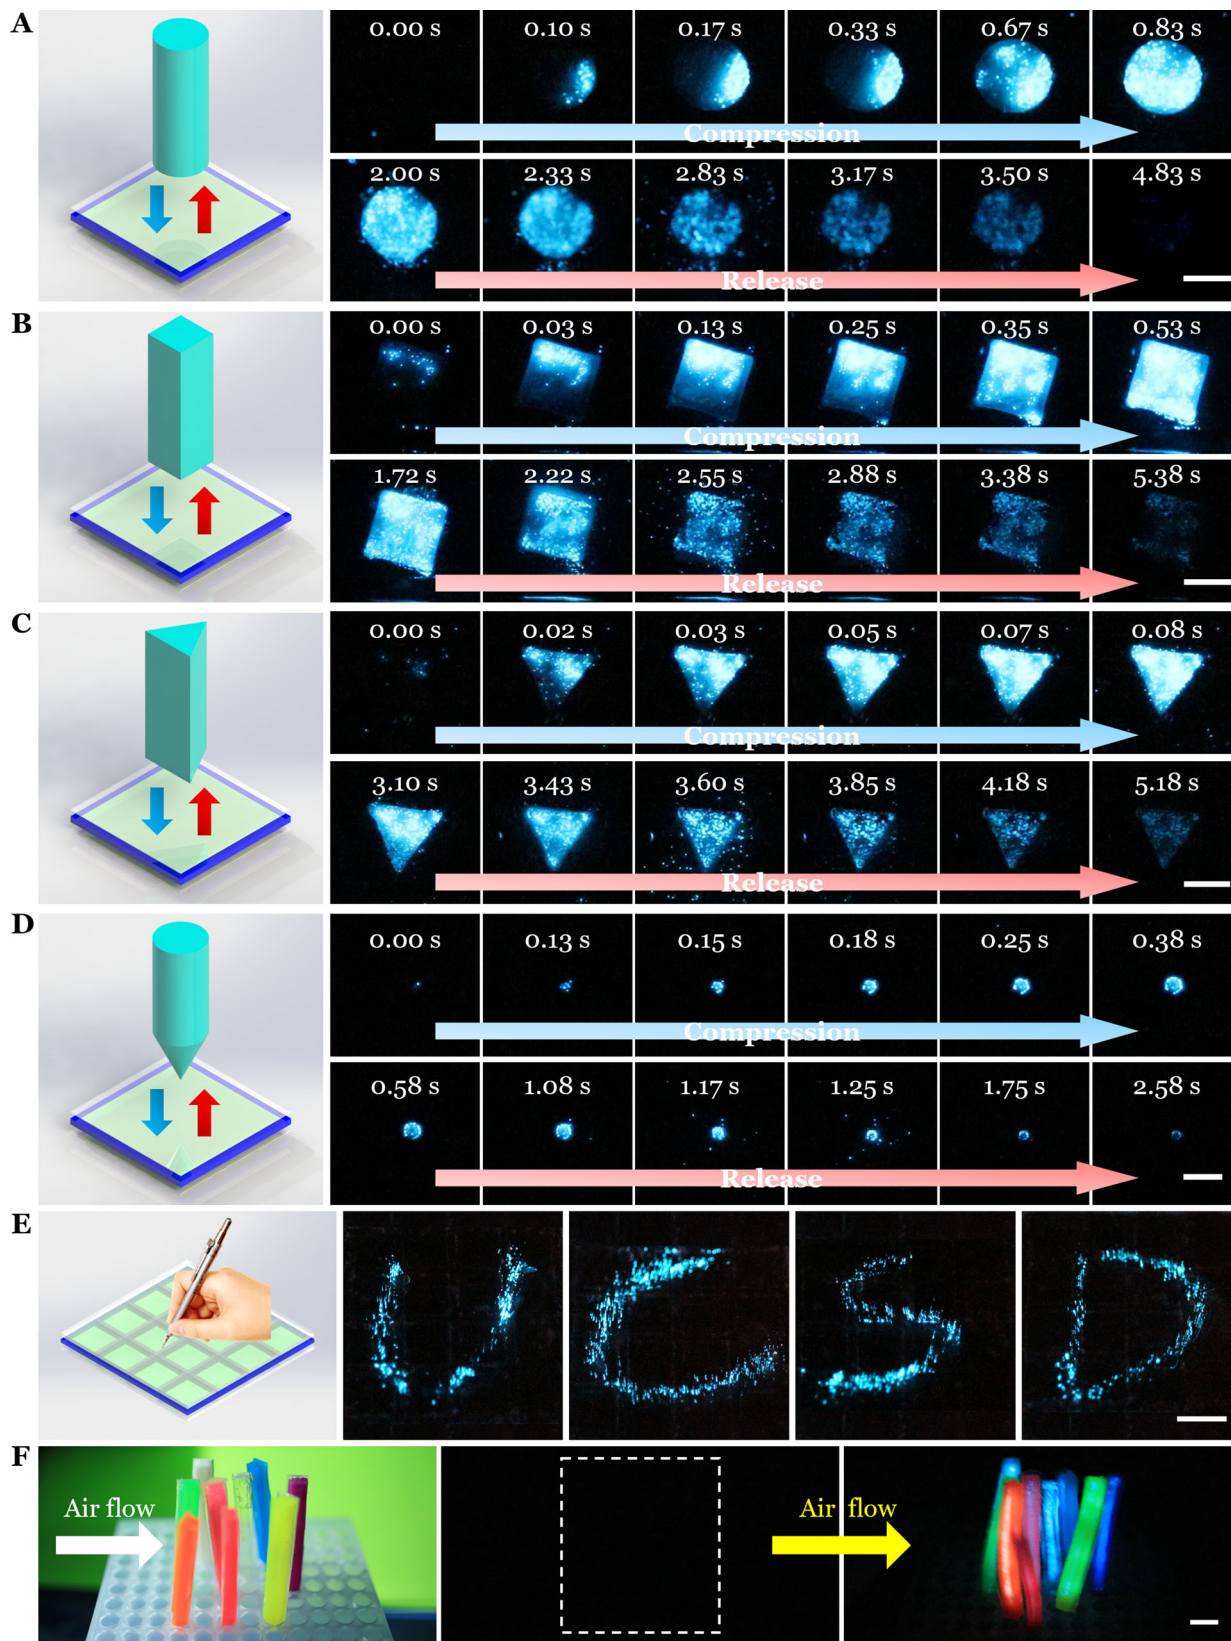 A
0.00 s 0.10 s 0.17 s 0.33 s 0.67 s 0.83 s
Compression
2.00 s 2.33 s 2.83 s 3.17 s 3.50 s 4.83 s
Release
B
0.00 s 0.03 s 0.13 s 0.25 s 0.35 s 0.53 s
Compression
1.72 s 2.22 s 2.55 s 2.88 s 3.38 s 5.38 s
Release
C
0.00 s 0.02 s 0.03 s 0.05 s 0.07 s 0.08 s
Compression
3.10 s 3.43 s 3.60 s 3.85 s 4.18 s 5.18 s
Release
D
0.00 s 0.13 s 0.15 s 0.18 s 0.25 s 0.38 s
Compression
0.58 s 1.08 s 1.17 s 1.25 s 1.75 s 2.58 s
Release
E
U C S D
F
Air flow Air flow